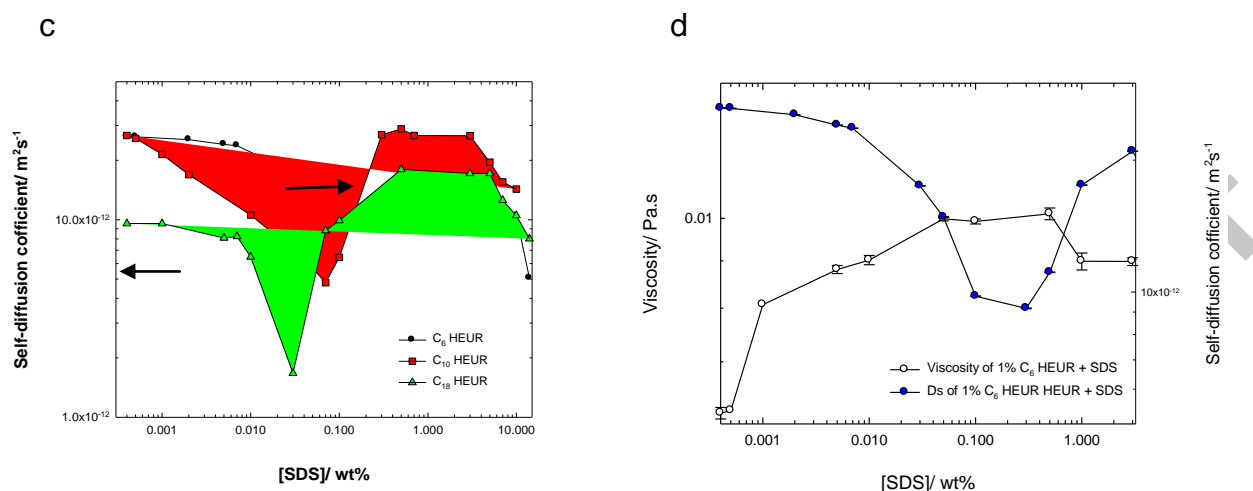 c
Self-diffusion cofficient/ m²s⁻¹
10.0x10⁻¹²
1.0x10⁻¹²
0.001
0.010
0.100
1.000
10.000
[SDS]/ wt%
C₆ HEUR
C₁₀ HEUR
C₁₈ HEUR
d
Viscosity/ Pa.s
0.01
0.001
0.010
0.100
1.000
[SDS]/ wt%
10x10⁻¹²
Self-diffusion cofficient/ m²s⁻¹
Viscosity of 1% C₆ HEUR + SDS
Ds of 1% C₆ HEUR HEUR + SDS